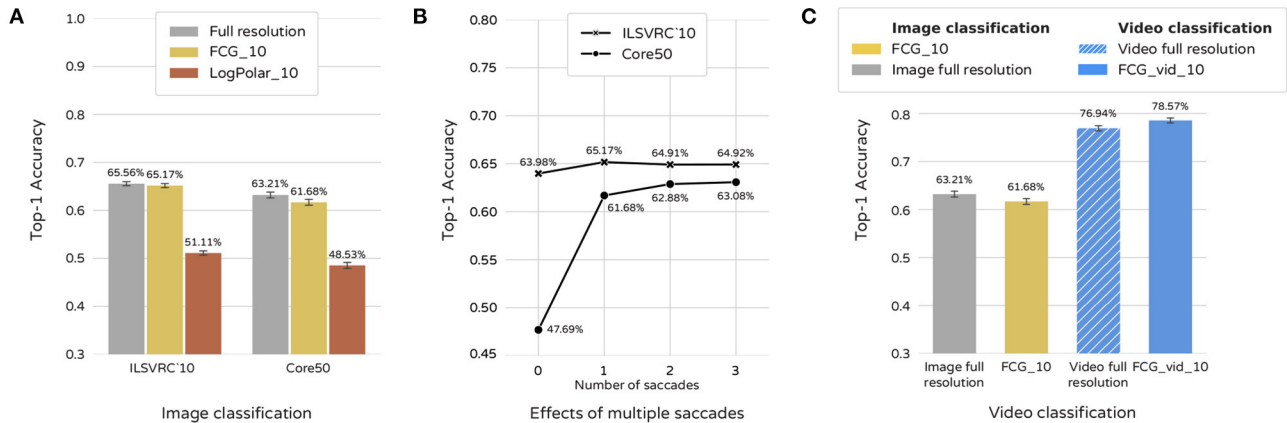 A
Full resolution
FCG_10
LogPolar_10
1.0
0.9
0.8
0.7
0.6
0.5
0.4
0.3
Top-1 Accuracy
65.56%
65.17%
51.11%
63.21%
61.68%
48.53%
ILSVRC`10
Core50
Image classification
B
ILSVRC`10
Core50
0.80
0.75
0.70
0.65
0.60
0.55
0.50
0.45
Top-1 Accuracy
63.98%
65.17%
64.91%
64.92%
47.69%
61.68%
62.88%
63.08%
0
1
2
3
Number of saccades
Effects of multiple saccades
C
Image classification
FCG_10
Image full resolution
Video classification
Video full resolution
FCG_vid_10
0.8
0.7
0.6
0.5
0.4
0.3
Top-1 Accuracy
63.21%
61.68%
76.94%
78.57%
Image full
resolution
FCG_10
Video full
resolution
FCG_vid_10
Video classification